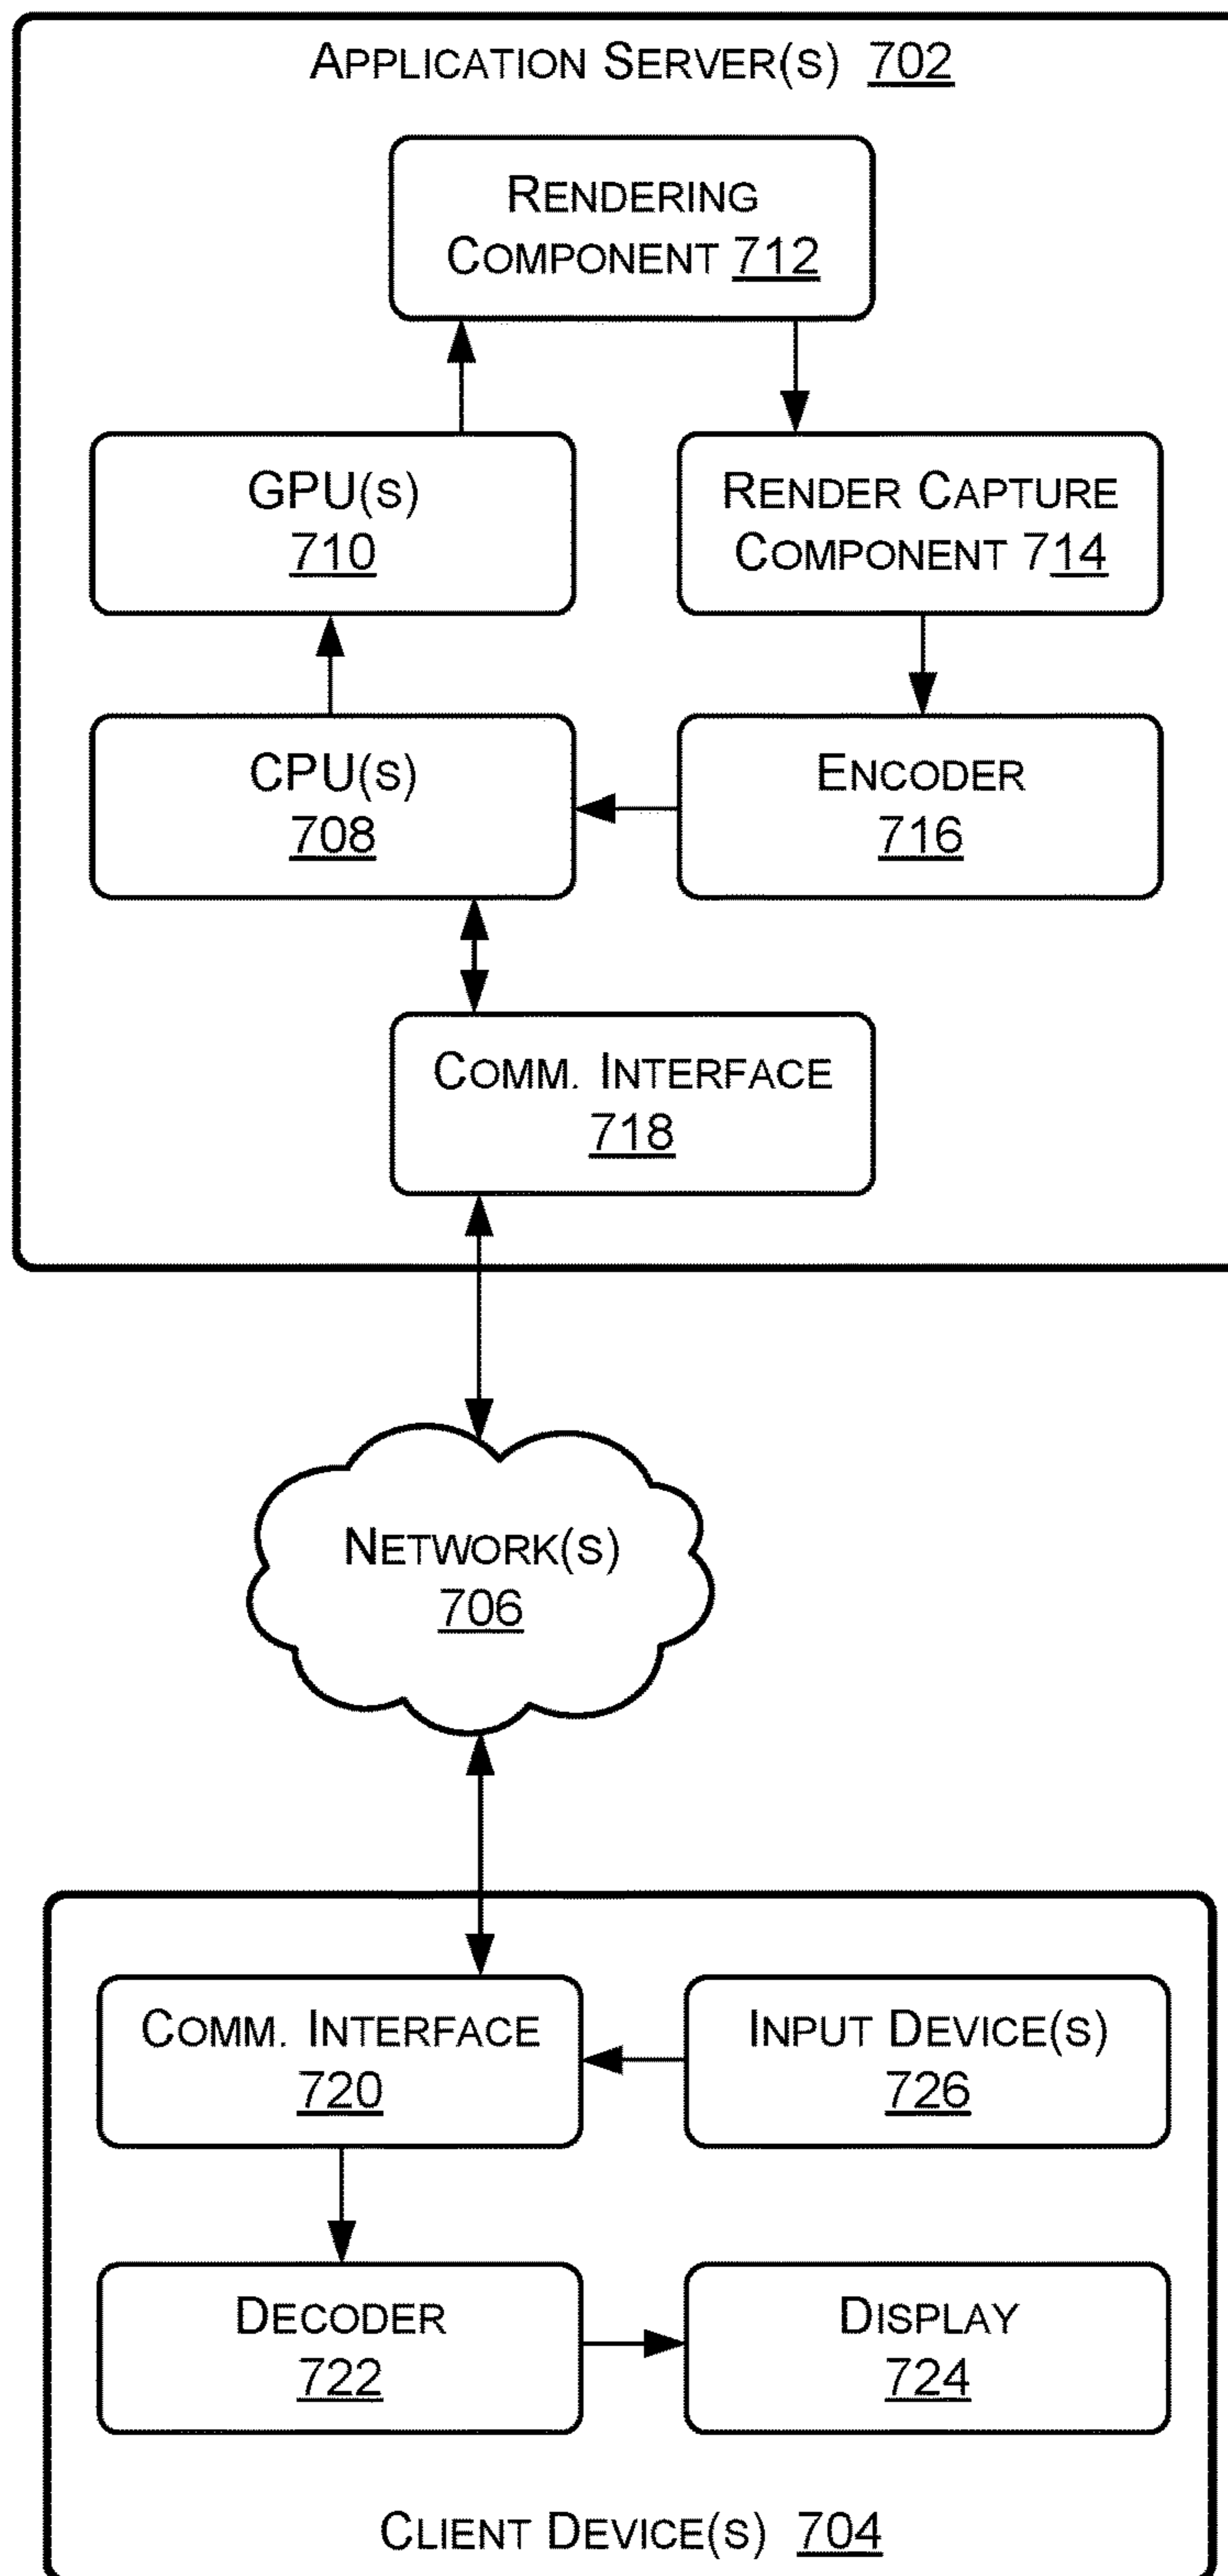 APPLICATION SERVER(S) 702
RENDERING
COMPONENT 712
GPU(S)
710
RENDER CAPTURE
COMPONENT 714
CPU(S)
708
ENCODER
716
COMM. INTERFACE
718
NETWORK(S)
706
COMM. INTERFACE
720
INPUT DEVICE(S)
726
DECODER
722
DISPLAY
724
CLIENT DEVICE(S) 704